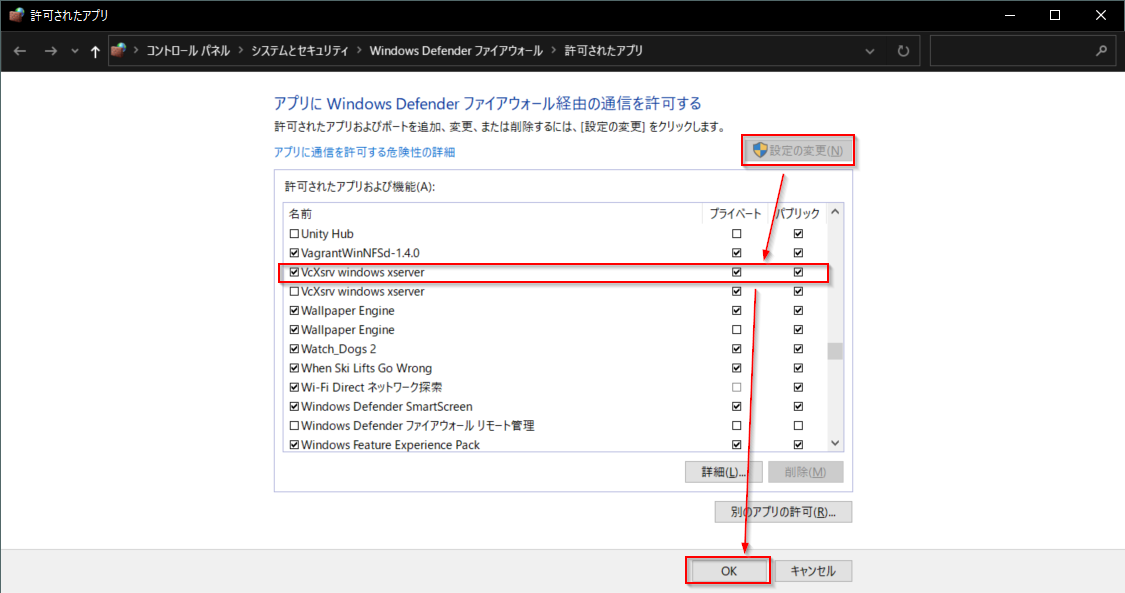 許可されたアプリ
コントロール パネル > システムとセキュリティ > Windows Defender ファイアウォール > 許可されたアプリ
アプリに Windows Defender ファイアウォール経由の通信を許可する
許可されたアプリおよびポートを追加、変更、または削除するには、[設定の変更] をクリックします。
アプリに通信を許可する危険性の詳細
設定の変更(N)
許可されたアプリおよび機能(A):
名前 プライベート パブリック
Unity Hub
VagrantWinNFSd-1.4.0
VcXsrv windows xserver
VcXsrv windows xserver
Wallpaper Engine
Wallpaper Engine
Watch_Dogs 2
When Ski Lifts Go Wrong
Wi-Fi Direct ネットワーク探索
Windows Defender SmartScreen
Windows Defender ファイアウォール リモート管理
Windows Feature Experience Pack
詳細(L)... 削除(M)
別のアプリの許可(R)...
OK キャンセル